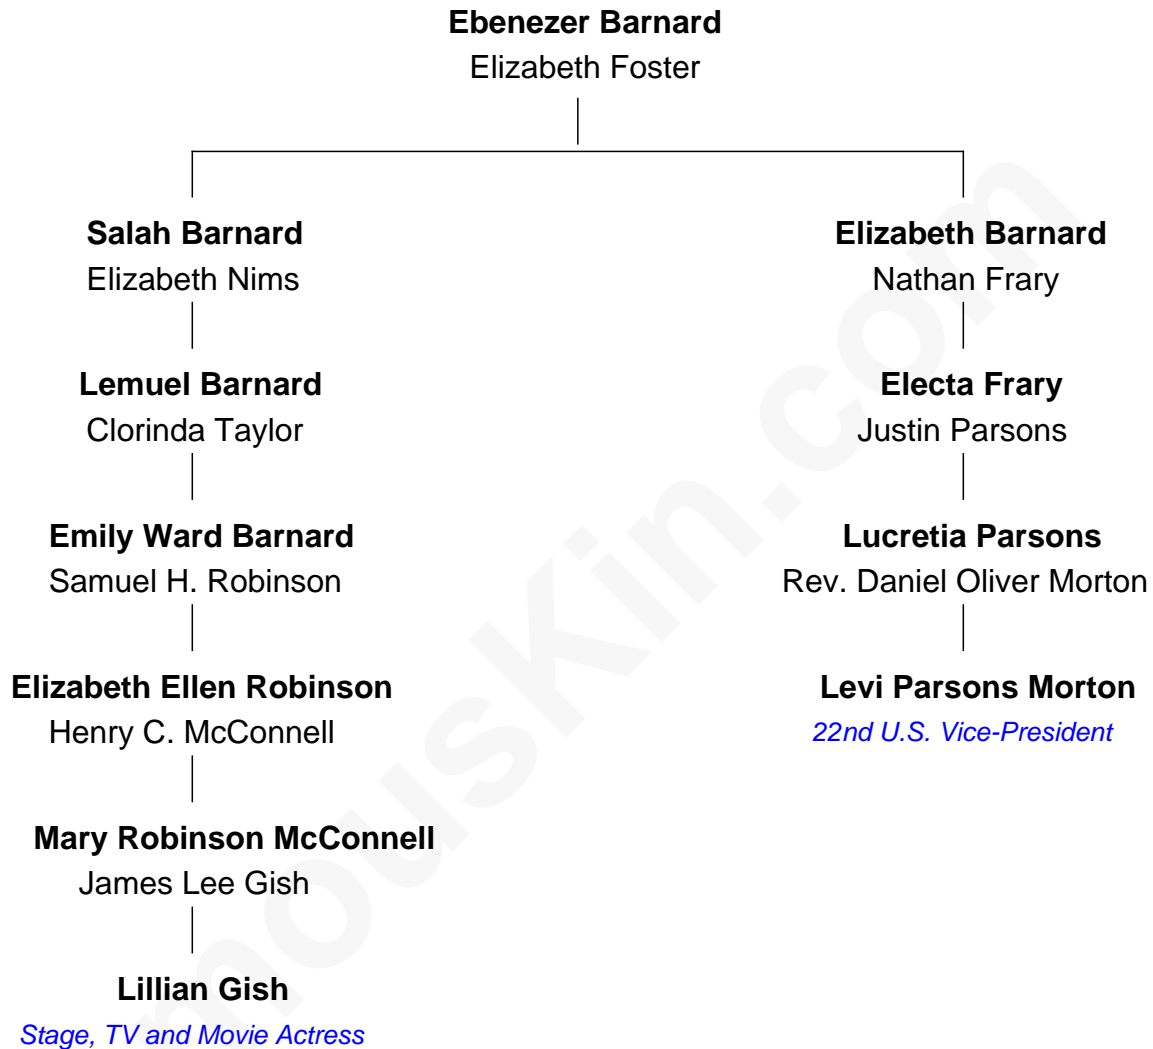 Ebenezer Barnard
Elizabeth Foster
Salah Barnard
Elizabeth Nims
Elizabeth Barnard
Nathan Frary
Lemuel Barnard
Clorinda Taylor
Electa Frary
Justin Parsons
Emily Ward Barnard
Samuel H. Robinson
Lucretia Parsons
Rev. Daniel Oliver Morton
Elizabeth Ellen Robinson
Henry C. McConnell
Levi Parsons Morton
22nd U.S. Vice-President
Mary Robinson McConnell
James Lee Gish
Lillian Gish
Stage, TV and Movie Actress
mousKin.com